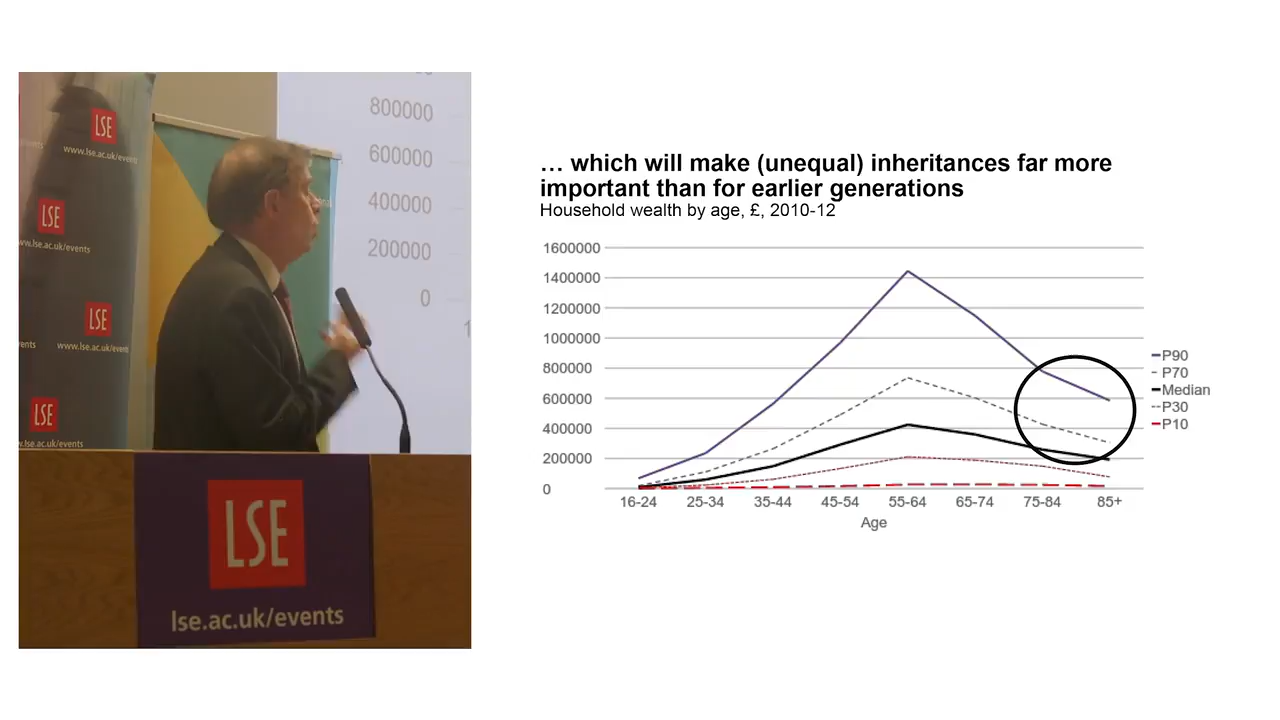 LSE
www.lse.ac.uk/events
LSE
www.lse.ac.uk/events
LSE
www.lse.ac.uk/events
LSE
w.lse.ac.uk/events
800000
600000
400000
200000
0
LSE
lse.ac.uk/events
... which will make (unequal) inheritances far more
important than for earlier generations
Household wealth by age, £, 2010-12
1600000
1400000
1200000
1000000
800000
600000
400000
200000
0
16-24 25-34 35-44 45-54 55-64 65-74 75-84 85+
Age
P90
P70
Median
P30
P10